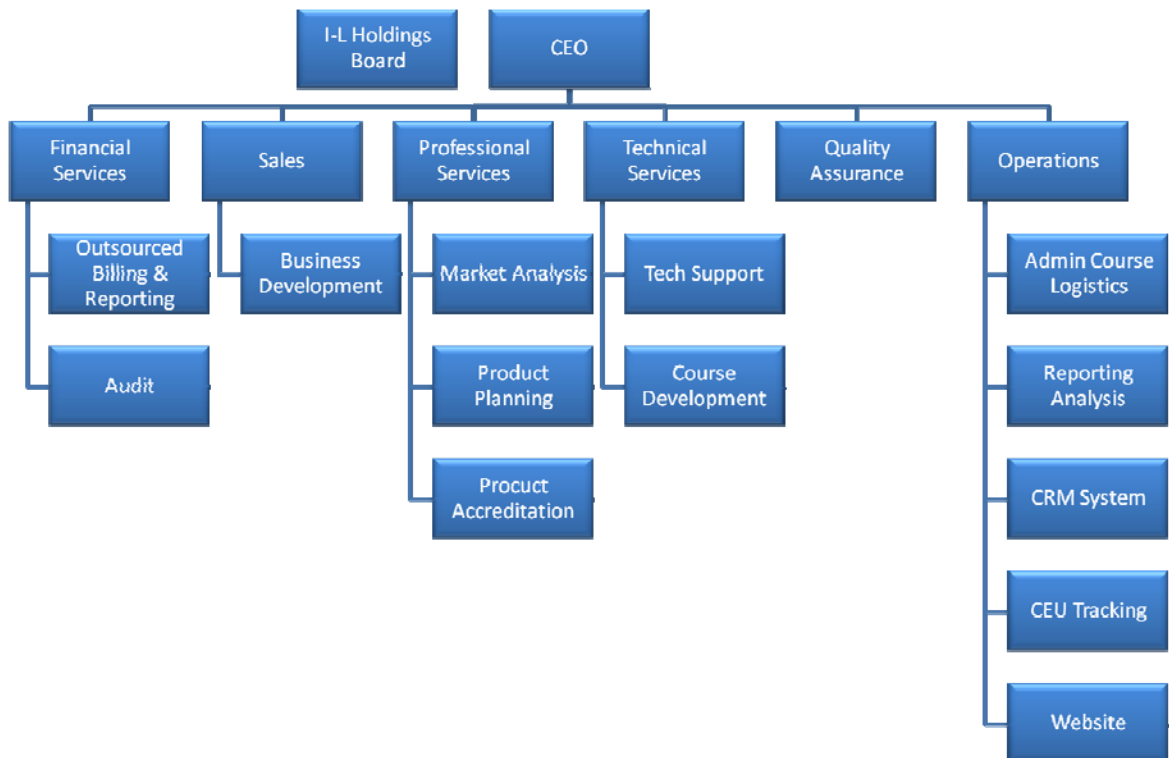 I-L Holdings
Board
CEO
Financial
Services
Sales
Professional
Services
Technical
Services
Quality
Assurance
Operations
Outsourced
Billing &
Reporting
Business
Development
Market Analysis
Tech Support
Admin Course
Logistics
Audit
Product
Planning
Course
Development
Reporting
Analysis
Procuct
Accreditation
CRM System
CEU Tracking
Website